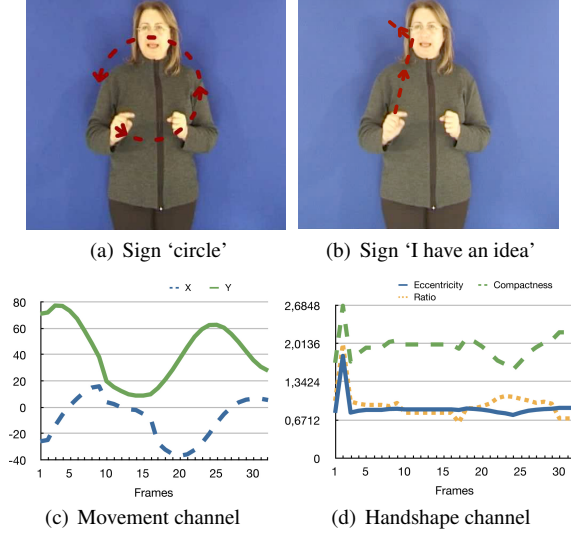 (a) Sign ‘circle’
(b) Sign ‘I have an idea’
X Y
80
60
40
20
0
-20
-40
1 5 10 15 20 25 30
Frames
(c) Movement channel
Eccentricity Compactness
Ratio
2,6848
2,0136
1,3424
0,6712
0
1 5 10 15 20 25 30
Frames
(d) Handshape channel